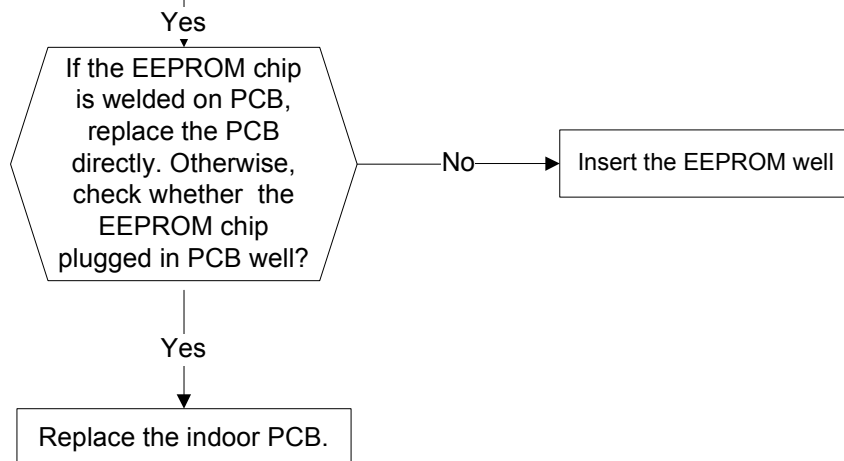 Yes
If the EEPROM chip
is welded on PCB,
replace the PCB
directly. Otherwise,
check whether  the
EEPROM chip
plugged in PCB well?
No
Insert the EEPROM well
Yes
Replace the indoor PCB.